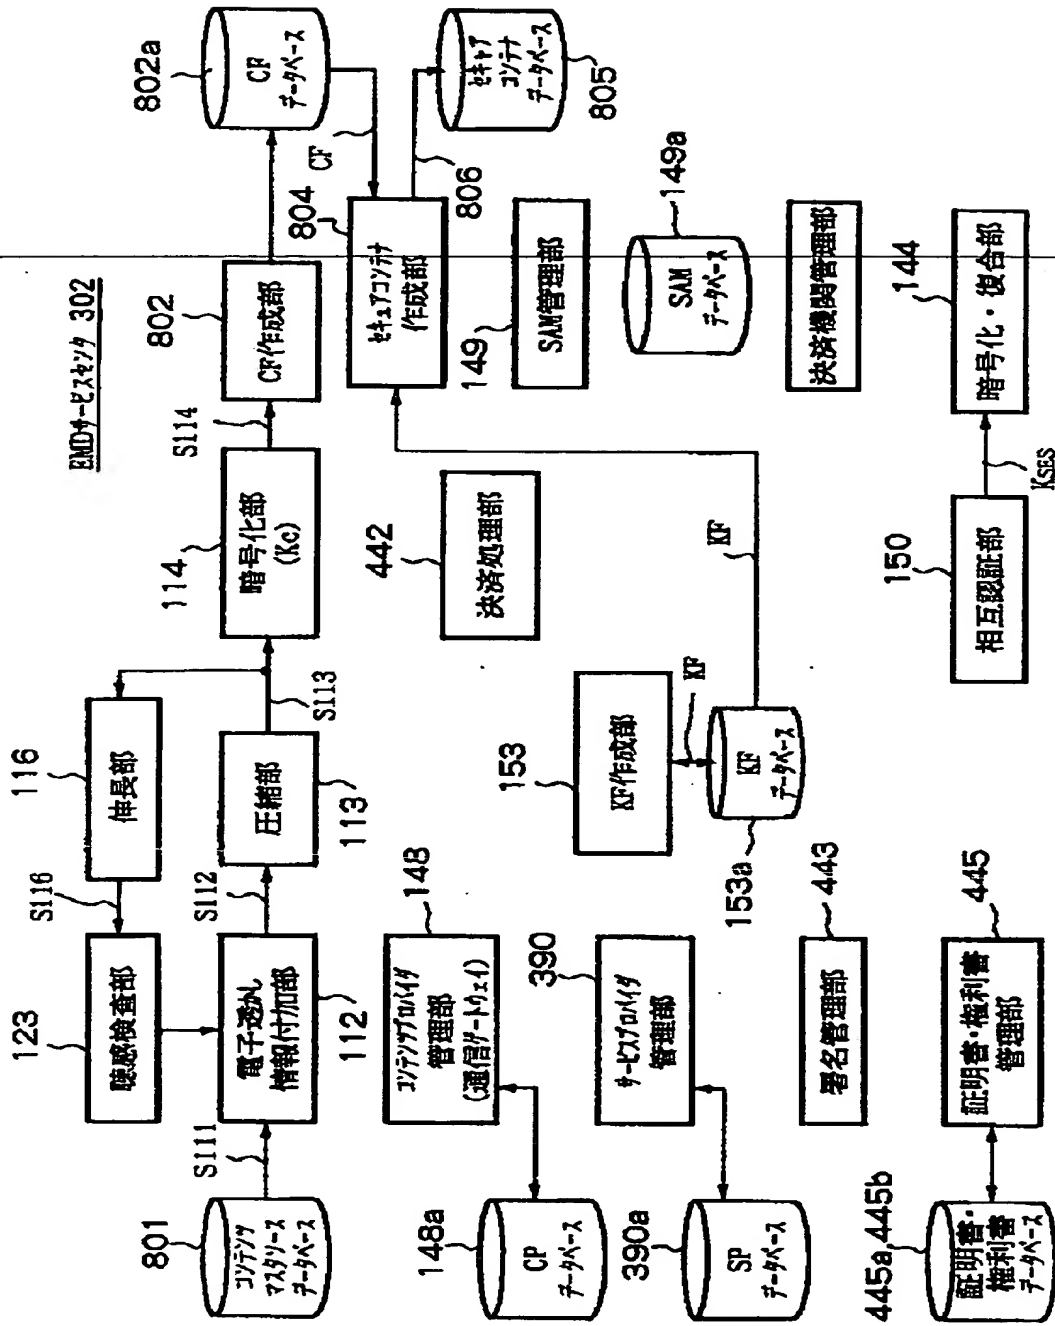 EMDサービスセンタ 302
801
コンテンツ
マスタソース
データベース
S111
123
聴感検査部
S116
116
伸長部
電子透かし
情報付加部
112
S112
圧縮部
113
S113
114
暗号化部
(Kc)
S114
802
CF作成部
802a
CF
データベース
CF
804
セキュアコンテナ
作成部
806
セキャア
コンテナ
データベース
805
148
コンテンツプロバイダ
管理部
(通信ゲートウェイ)
148a
CP
データベース
442
決済処理部
149
SAM管理部
149a
SAM
データベース
390
サービスプロバイダ
管理部
390a
SP
データベース
153
KF作成部
KF
153a
KF
データベース
KF
決済機関管理部
443
署名管理部
445
証明書・権利書
管理部
445a, 445b
証明書・
権利書
データベース
150
相互認証部
KSES
144
暗号化・復合部